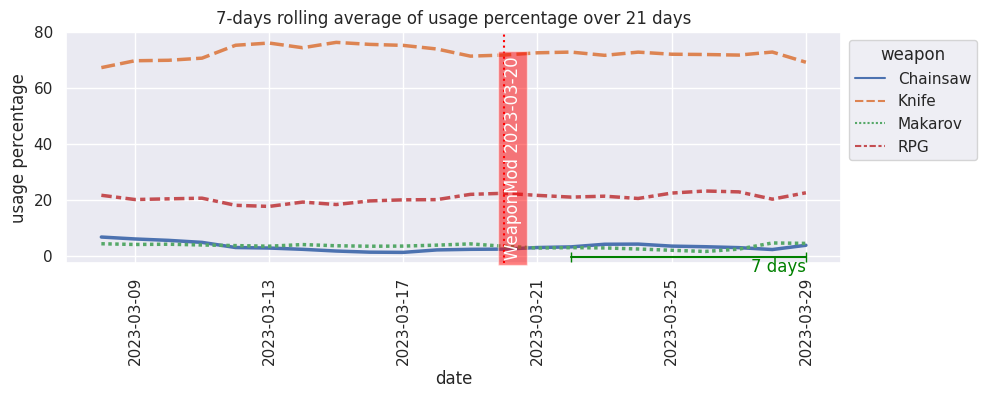 7-days rolling average of usage percentage over 21 days
usage percentage
80
60
40
20
0
WeaponMod 2023-03-20
7 days
2023-03-09
2023-03-13
2023-03-17
2023-03-21
2023-03-25
2023-03-29
date
weapon
Chainsaw
Knife
Makarov
RPG